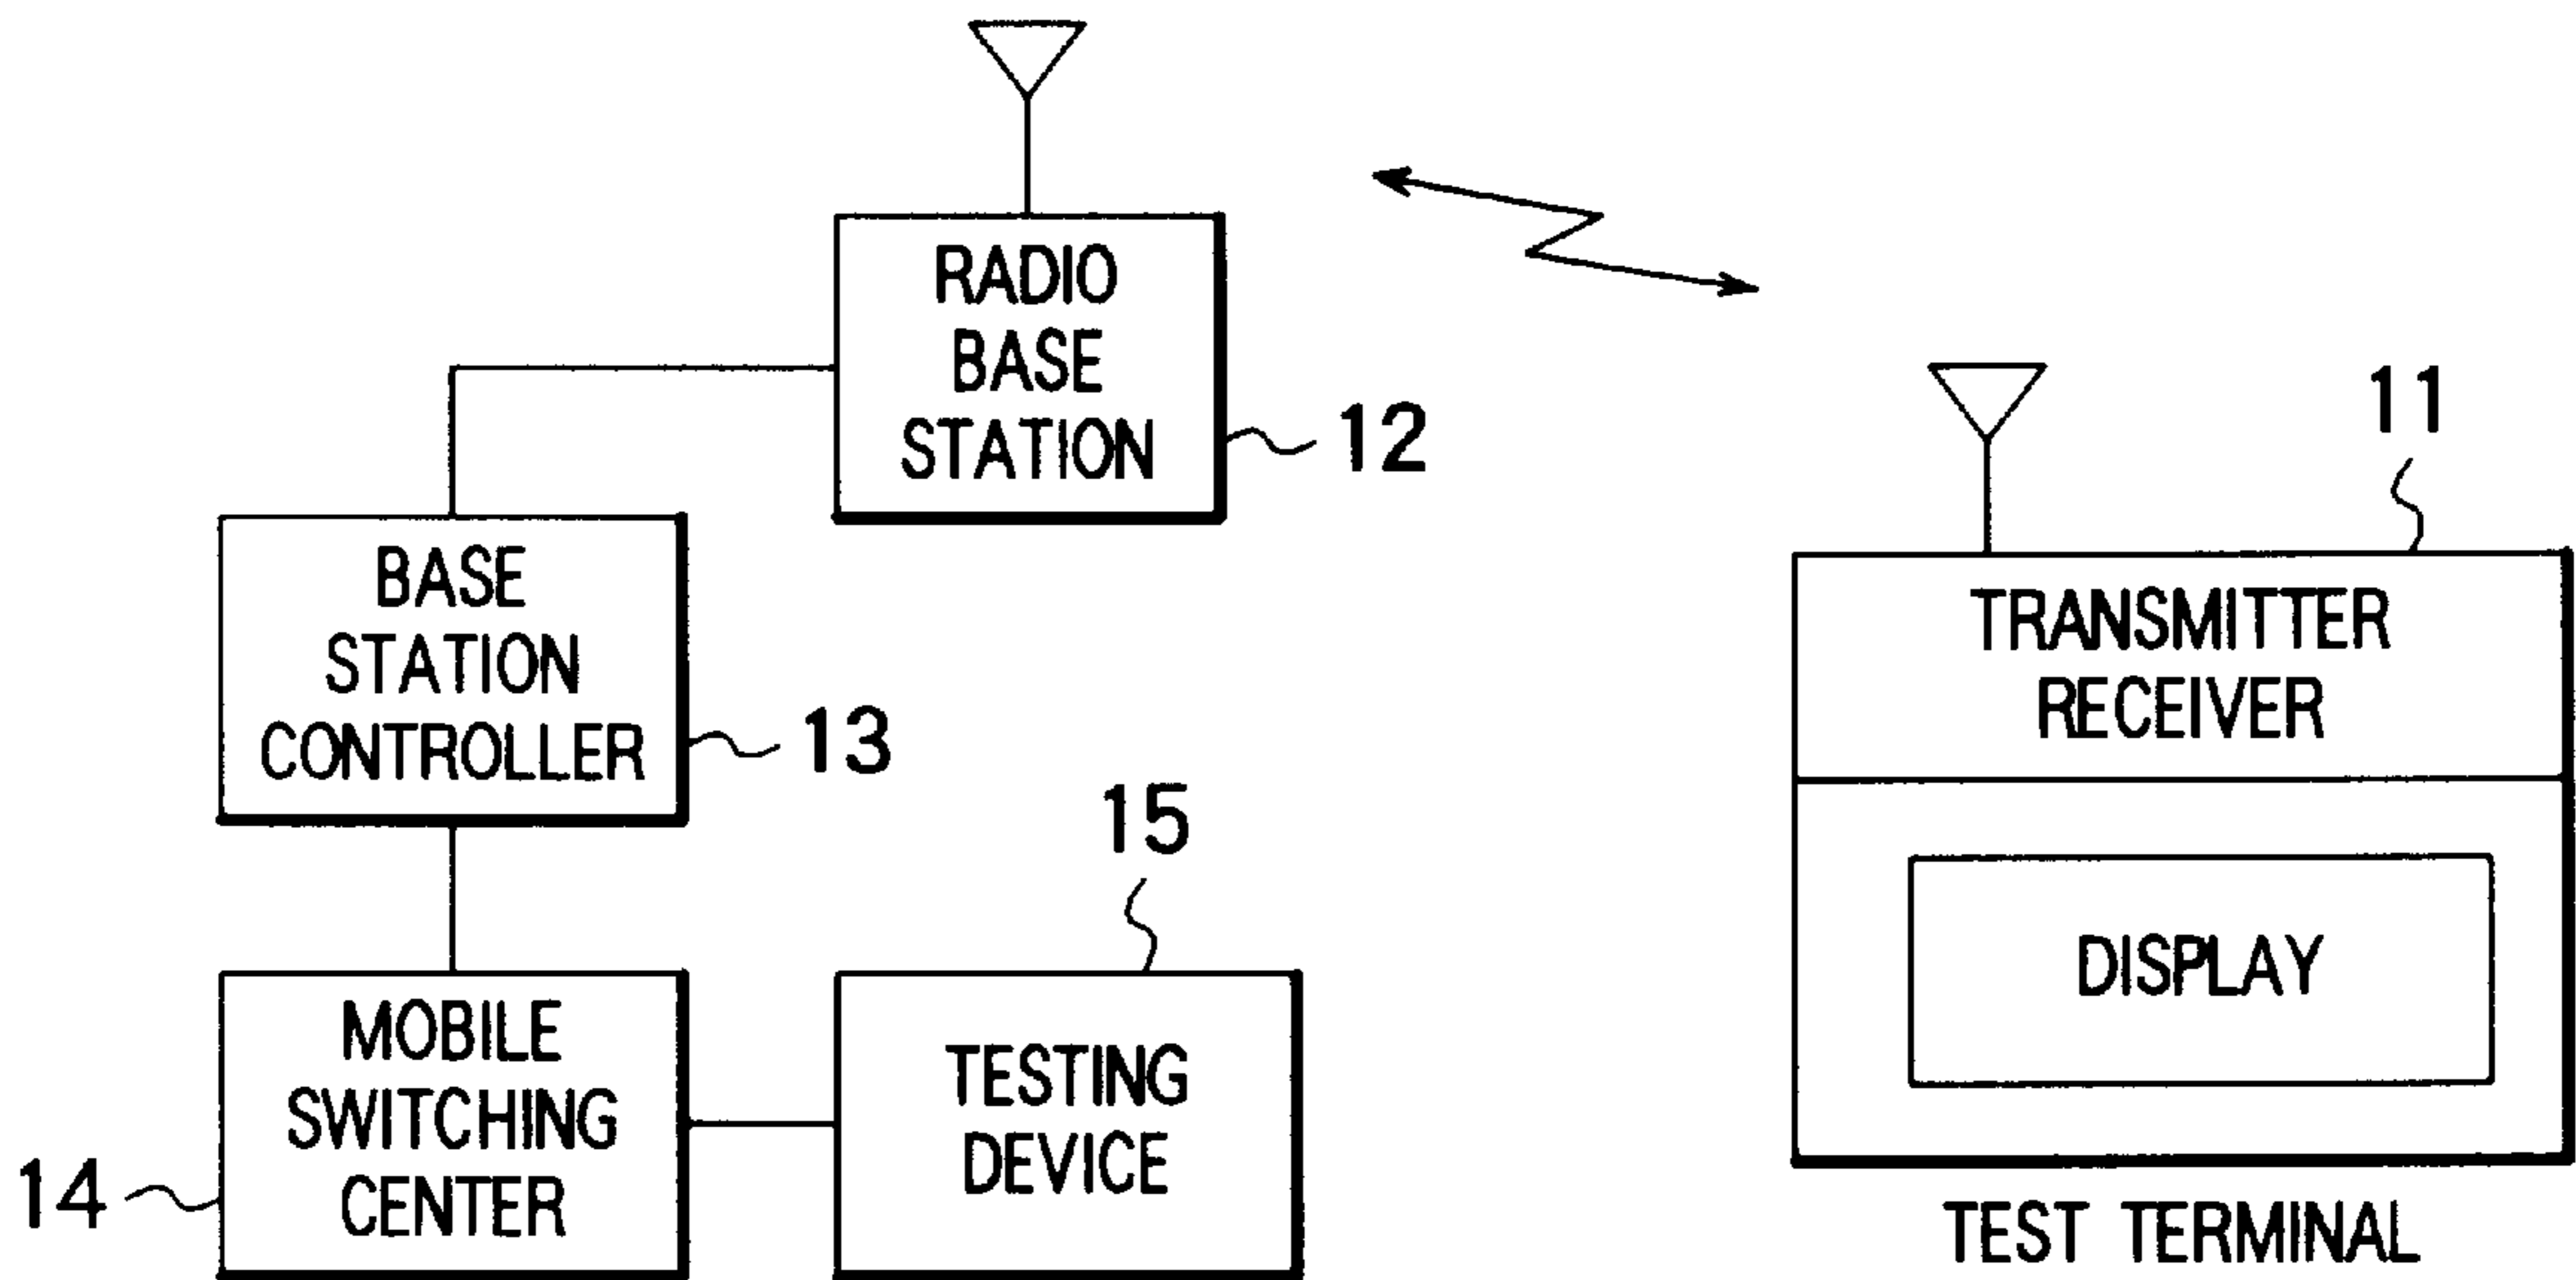 RADIO
BASE
STATION
12
BASE
STATION
CONTROLLER
13
MOBILE
SWITCHING
CENTER
14
TESTING
DEVICE
15
11
TRANSMITTER
RECEIVER
DISPLAY
TEST TERMINAL